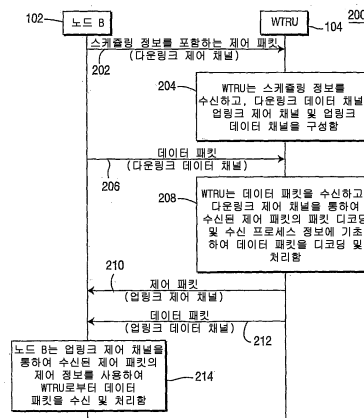 200
102
노드 B
WTRU
104
스케쥴링 정보를 포함하는 제어 패킷
202
(다운링크 제어 채널)
204
WTRU는 스케쥴링 정보를
수신하고, 다운링크 데이터 채널
업링크 제어 채널 및 업링크
데이터 채널을 구성함
데이터 패킷
206
(다운링크 데이터 채널)
208
WTRU는 데이터 패킷을 수신하고
다운링크 제어 채널을 통하여
수신된 제어 패킷의 패킷 디코딩
및 수신 프로세스 정보에 기초
하여 데이터 패킷을 디코딩 및
처리함
210
제어 패킷
(업링크 제어 채널)
데이터 패킷
(업링크 데이터 채널)
212
노드 B는 업링크 제어 채널을
통하여 수신된 제어 패킷의
제어 정보를 사용하여
WTRU로부터 데이터
패킷을 수신 및 처리함
214